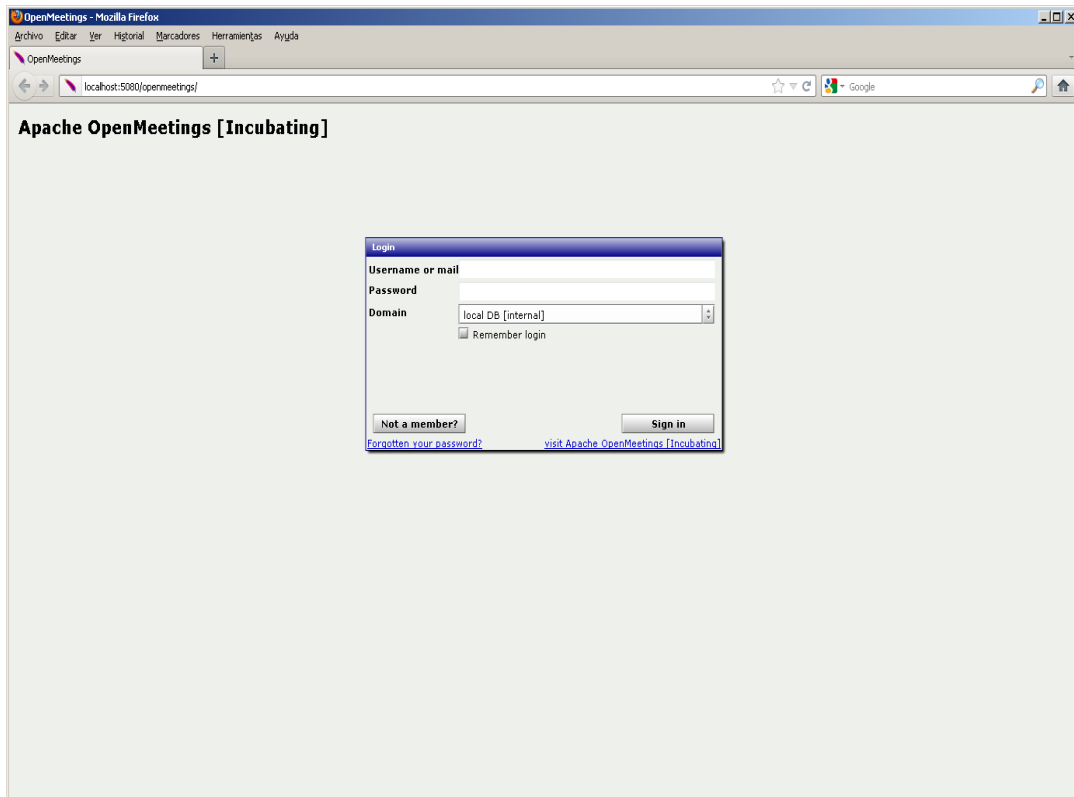 OpenMeetings - Mozilla Firefox
Archivo Editar Ver Historial Marcadores Herramientas Ayuda
OpenMeetings
localhost:5080/openmeetings/
Google
Apache OpenMeetings [Incubating]
Login
Username or mail
Password
Domain local DB [internal]
Remember login
Not a member? Sign in
Forgotten your password? visit Apache OpenMeetings [Incubating]